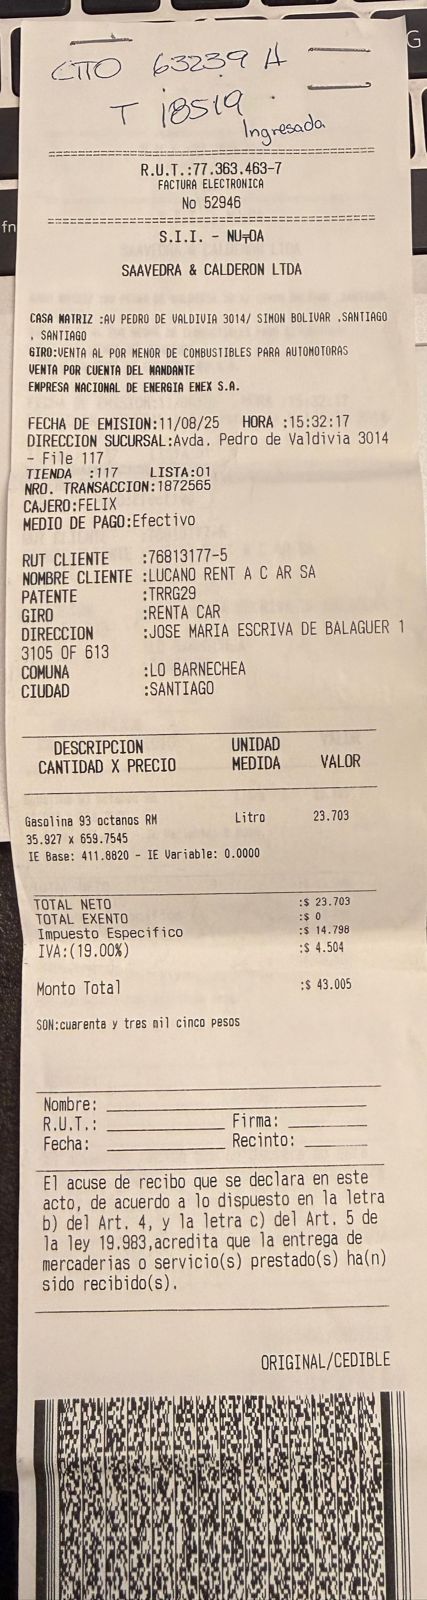 CTTO 63239 A
T 18519
Ingresada
R.U.T.:77.363.463-7
FACTURA ELECTRONICA
No 52946
S.I.I. - NUÑOA
SAAVEDRA & CALDERON LTDA
CASA MATRIZ :AV PEDRO DE VALDIVIA 3014/ SIMON BOLIVAR ,SANTIAGO
, SANTIAGO
GIRO:VENTA AL POR MENOR DE COMBUSTIBLES PARA AUTOMOTORAS
VENTA POR CUENTA DEL MANDANTE
EMPRESA NACIONAL DE ENERGIA ENEX S.A.
FECHA DE EMISION:11/08/25 HORA :15:32:17
DIRECCION SUCURSAL:Avda. Pedro de Valdivia 3014
- File 117
TIENDA :117 LISTA:01
NRO. TRANSACCION:1872565
CAJERO:FELIX
MEDIO DE PAGO:Efectivo
RUT CLIENTE :76813177-5
NOMBRE CLIENTE :LUCANO RENT A C AR SA
PATENTE :TRRG29
GIRO :RENTA CAR
DIRECCION :JOSE MARIA ESCRIVA DE BALAGUER 1
3105 OF 613
COMUNA :LO BARNECHEA
CIUDAD :SANTIAGO
DESCRIPCION UNIDAD
CANTIDAD X PRECIO MEDIDA VALOR
Gasolina 93 octanos RM Litro 23.703
35.927 x 659.7545
IE Base: 411.8820 - IE Variable: 0.0000
TOTAL NETO :$ 23.703
TOTAL EXENTO :$ 0
Impuesto Especifico :$ 14.798
IVA:(19.00%) :$ 4.504
Monto Total :$ 43.005
SON:cuarenta y tres mil cinco pesos
Nombre:
R.U.T.: Firma:
Fecha: Recinto:
El acuse de recibo que se declara en este
acto, de acuerdo a lo dispuesto en la letra
b) del Art. 4, y la letra c) del Art. 5 de
la ley 19.983,acredita que la entrega de
mercaderias o servicio(s) prestado(s) ha(n)
sido recibido(s).
ORIGINAL/CEDIBLE
fn
G